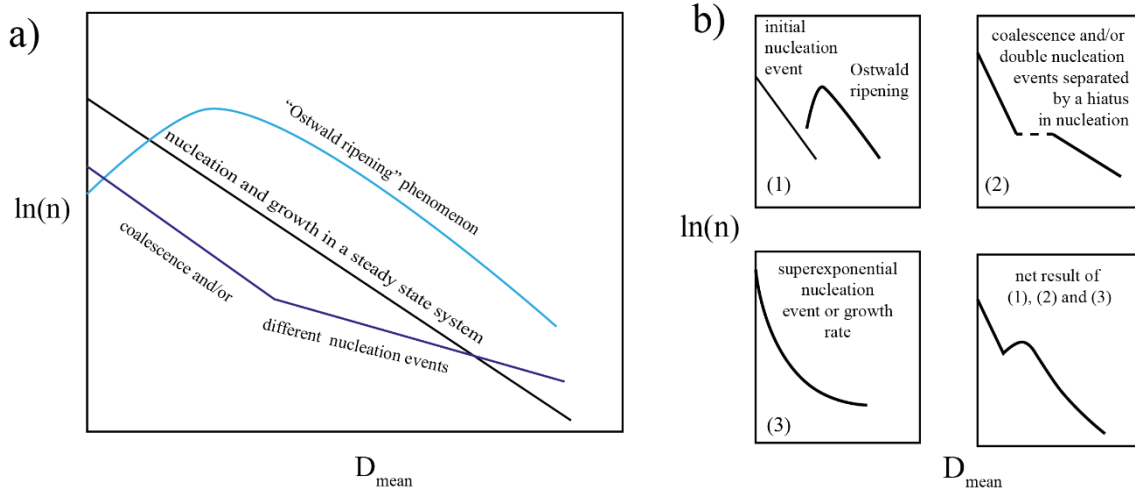 a)
ln(n)
"Ostwald ripening" phenomenon
nucleation and growth in a steady state system
coalescence and/or
different nucleation events
D mean
b)
ln(n)
initial
nucleation
event
Ostwald
ripening
(1)
coalescence and/or
double nucleation
events separated
by a hiatus
in nucleation
(2)
superexponential
nucleation
event or growth
rate
(3)
net result of
(1), (2) and (3)
D mean